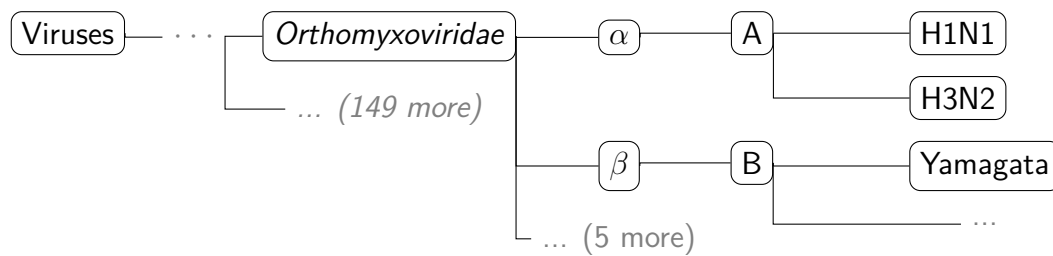 Viruses ... Orthomyxoviridae α A H1N1
... (149 more) H3N2
β B Yamagata
... (5 more) ...